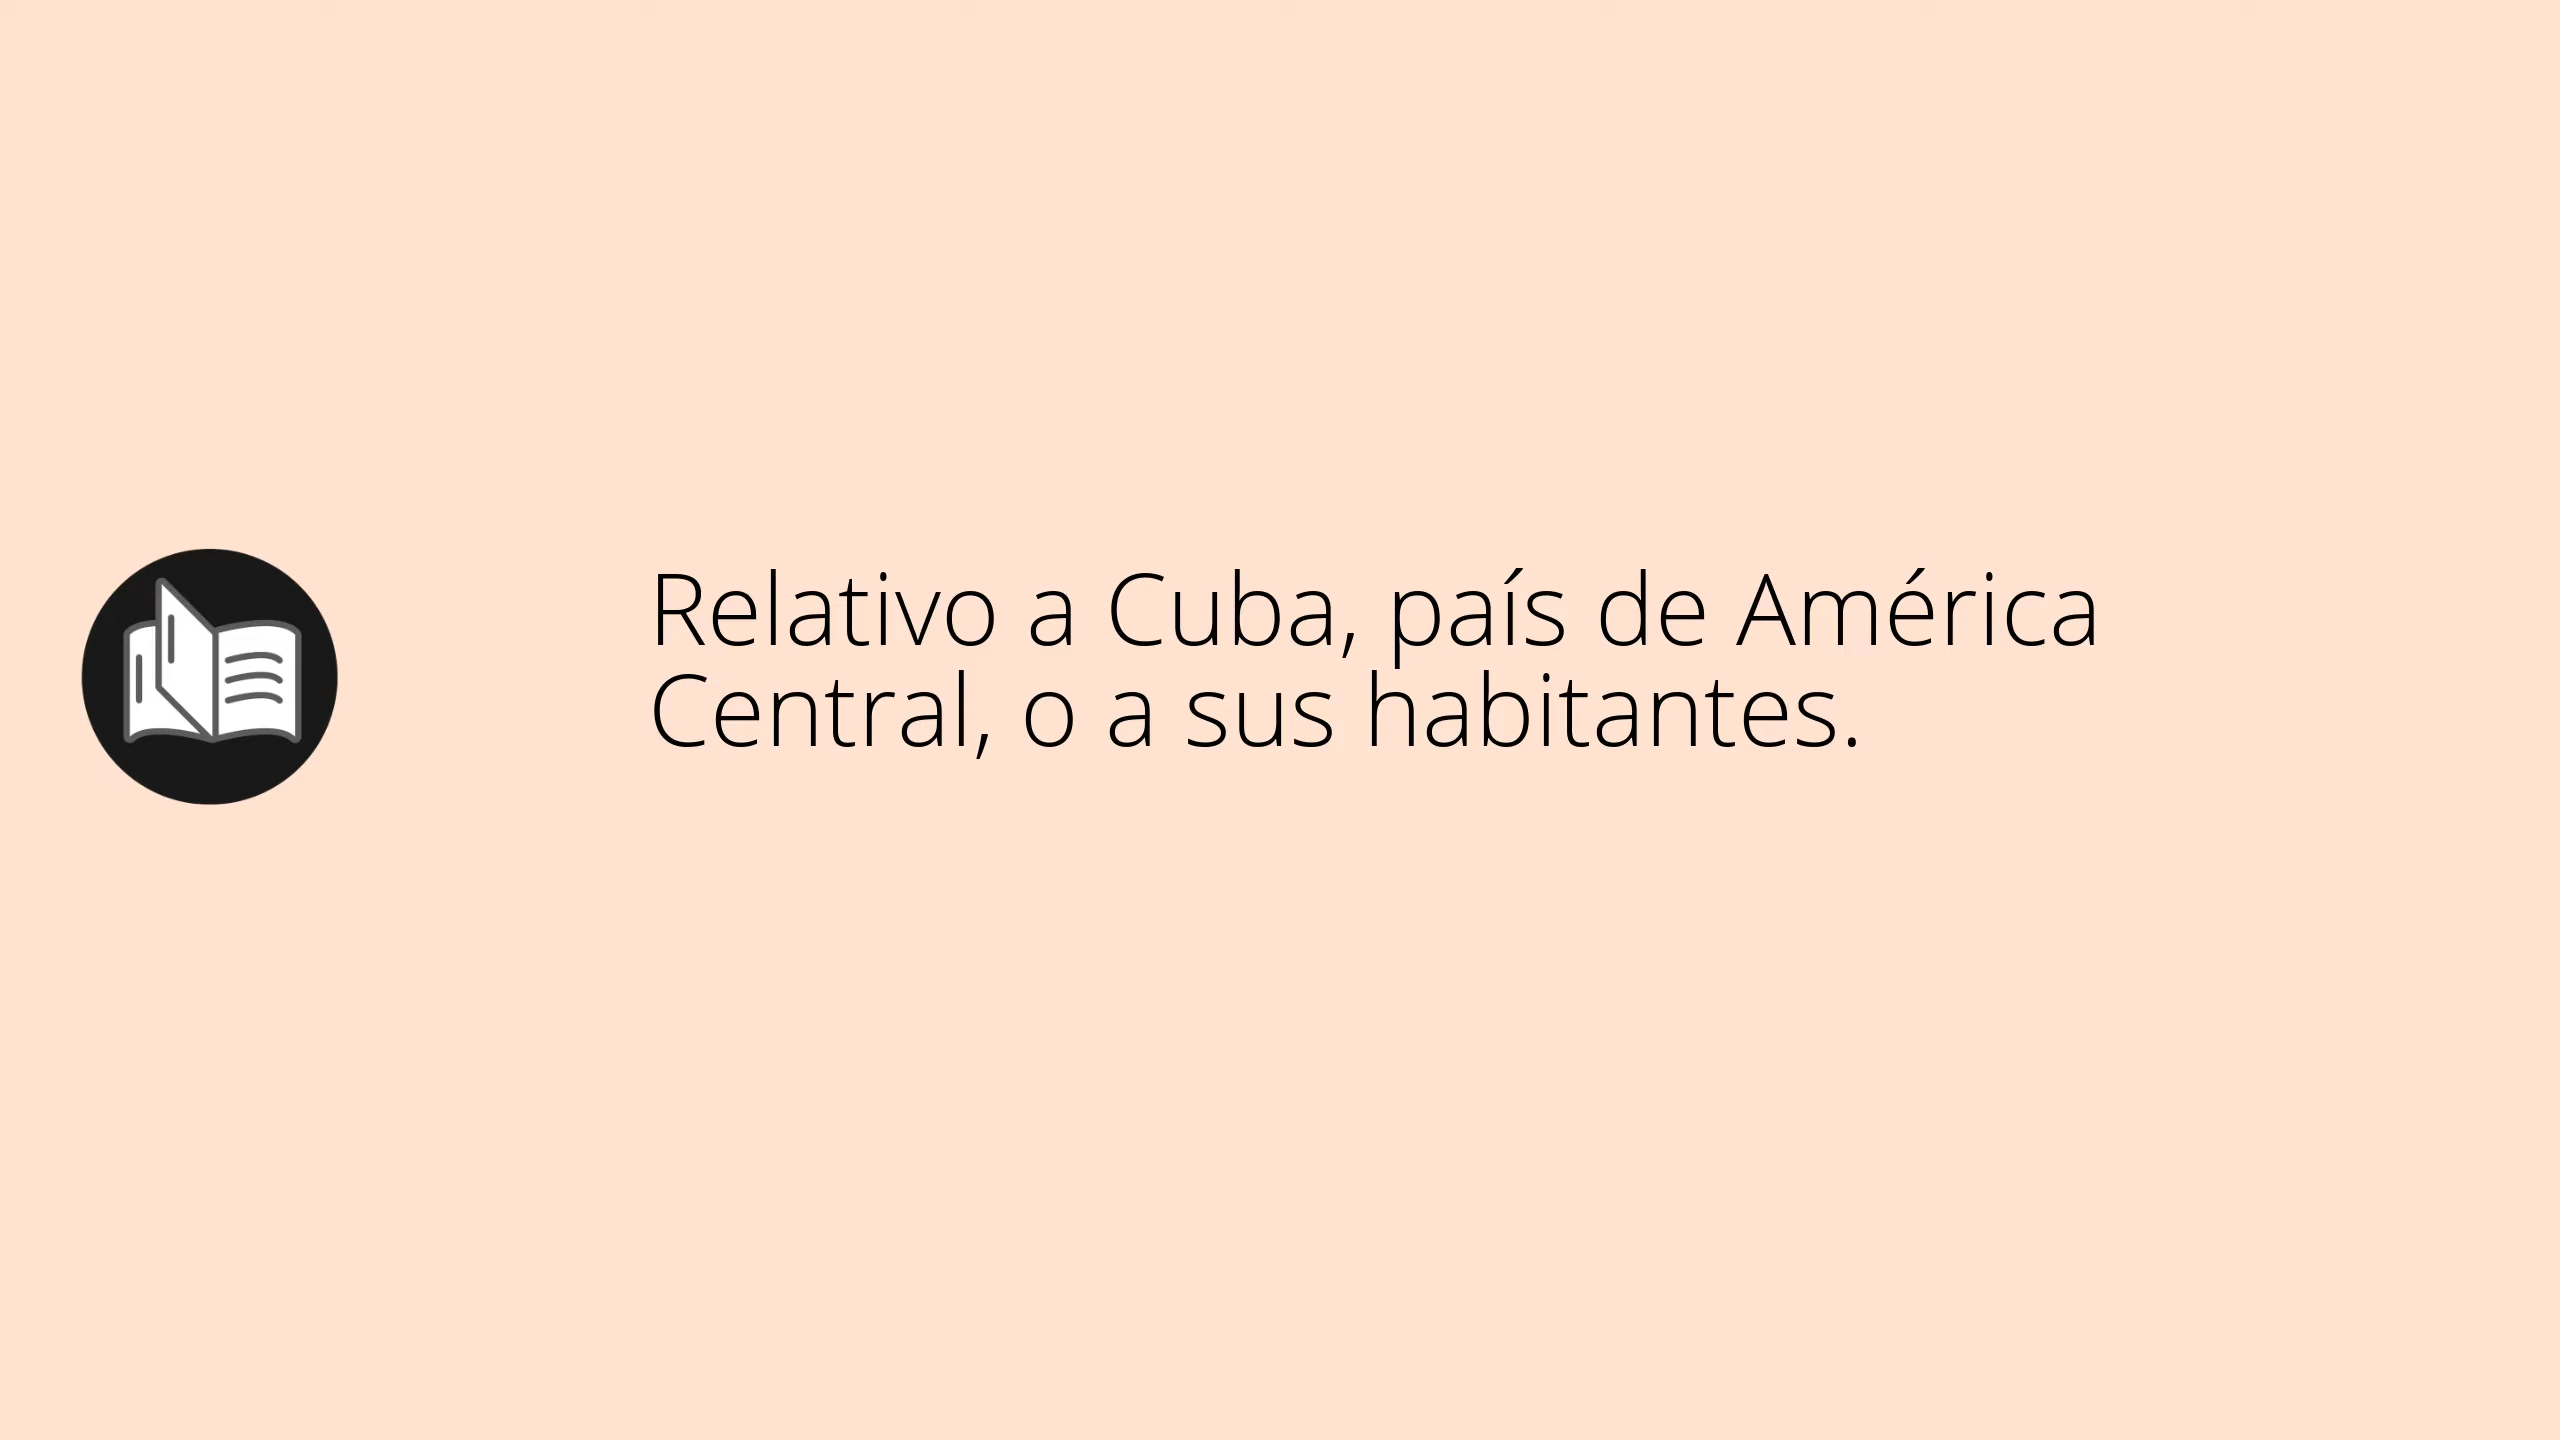 Relativo a Cuba, país de América
Central, o a sus habitantes.